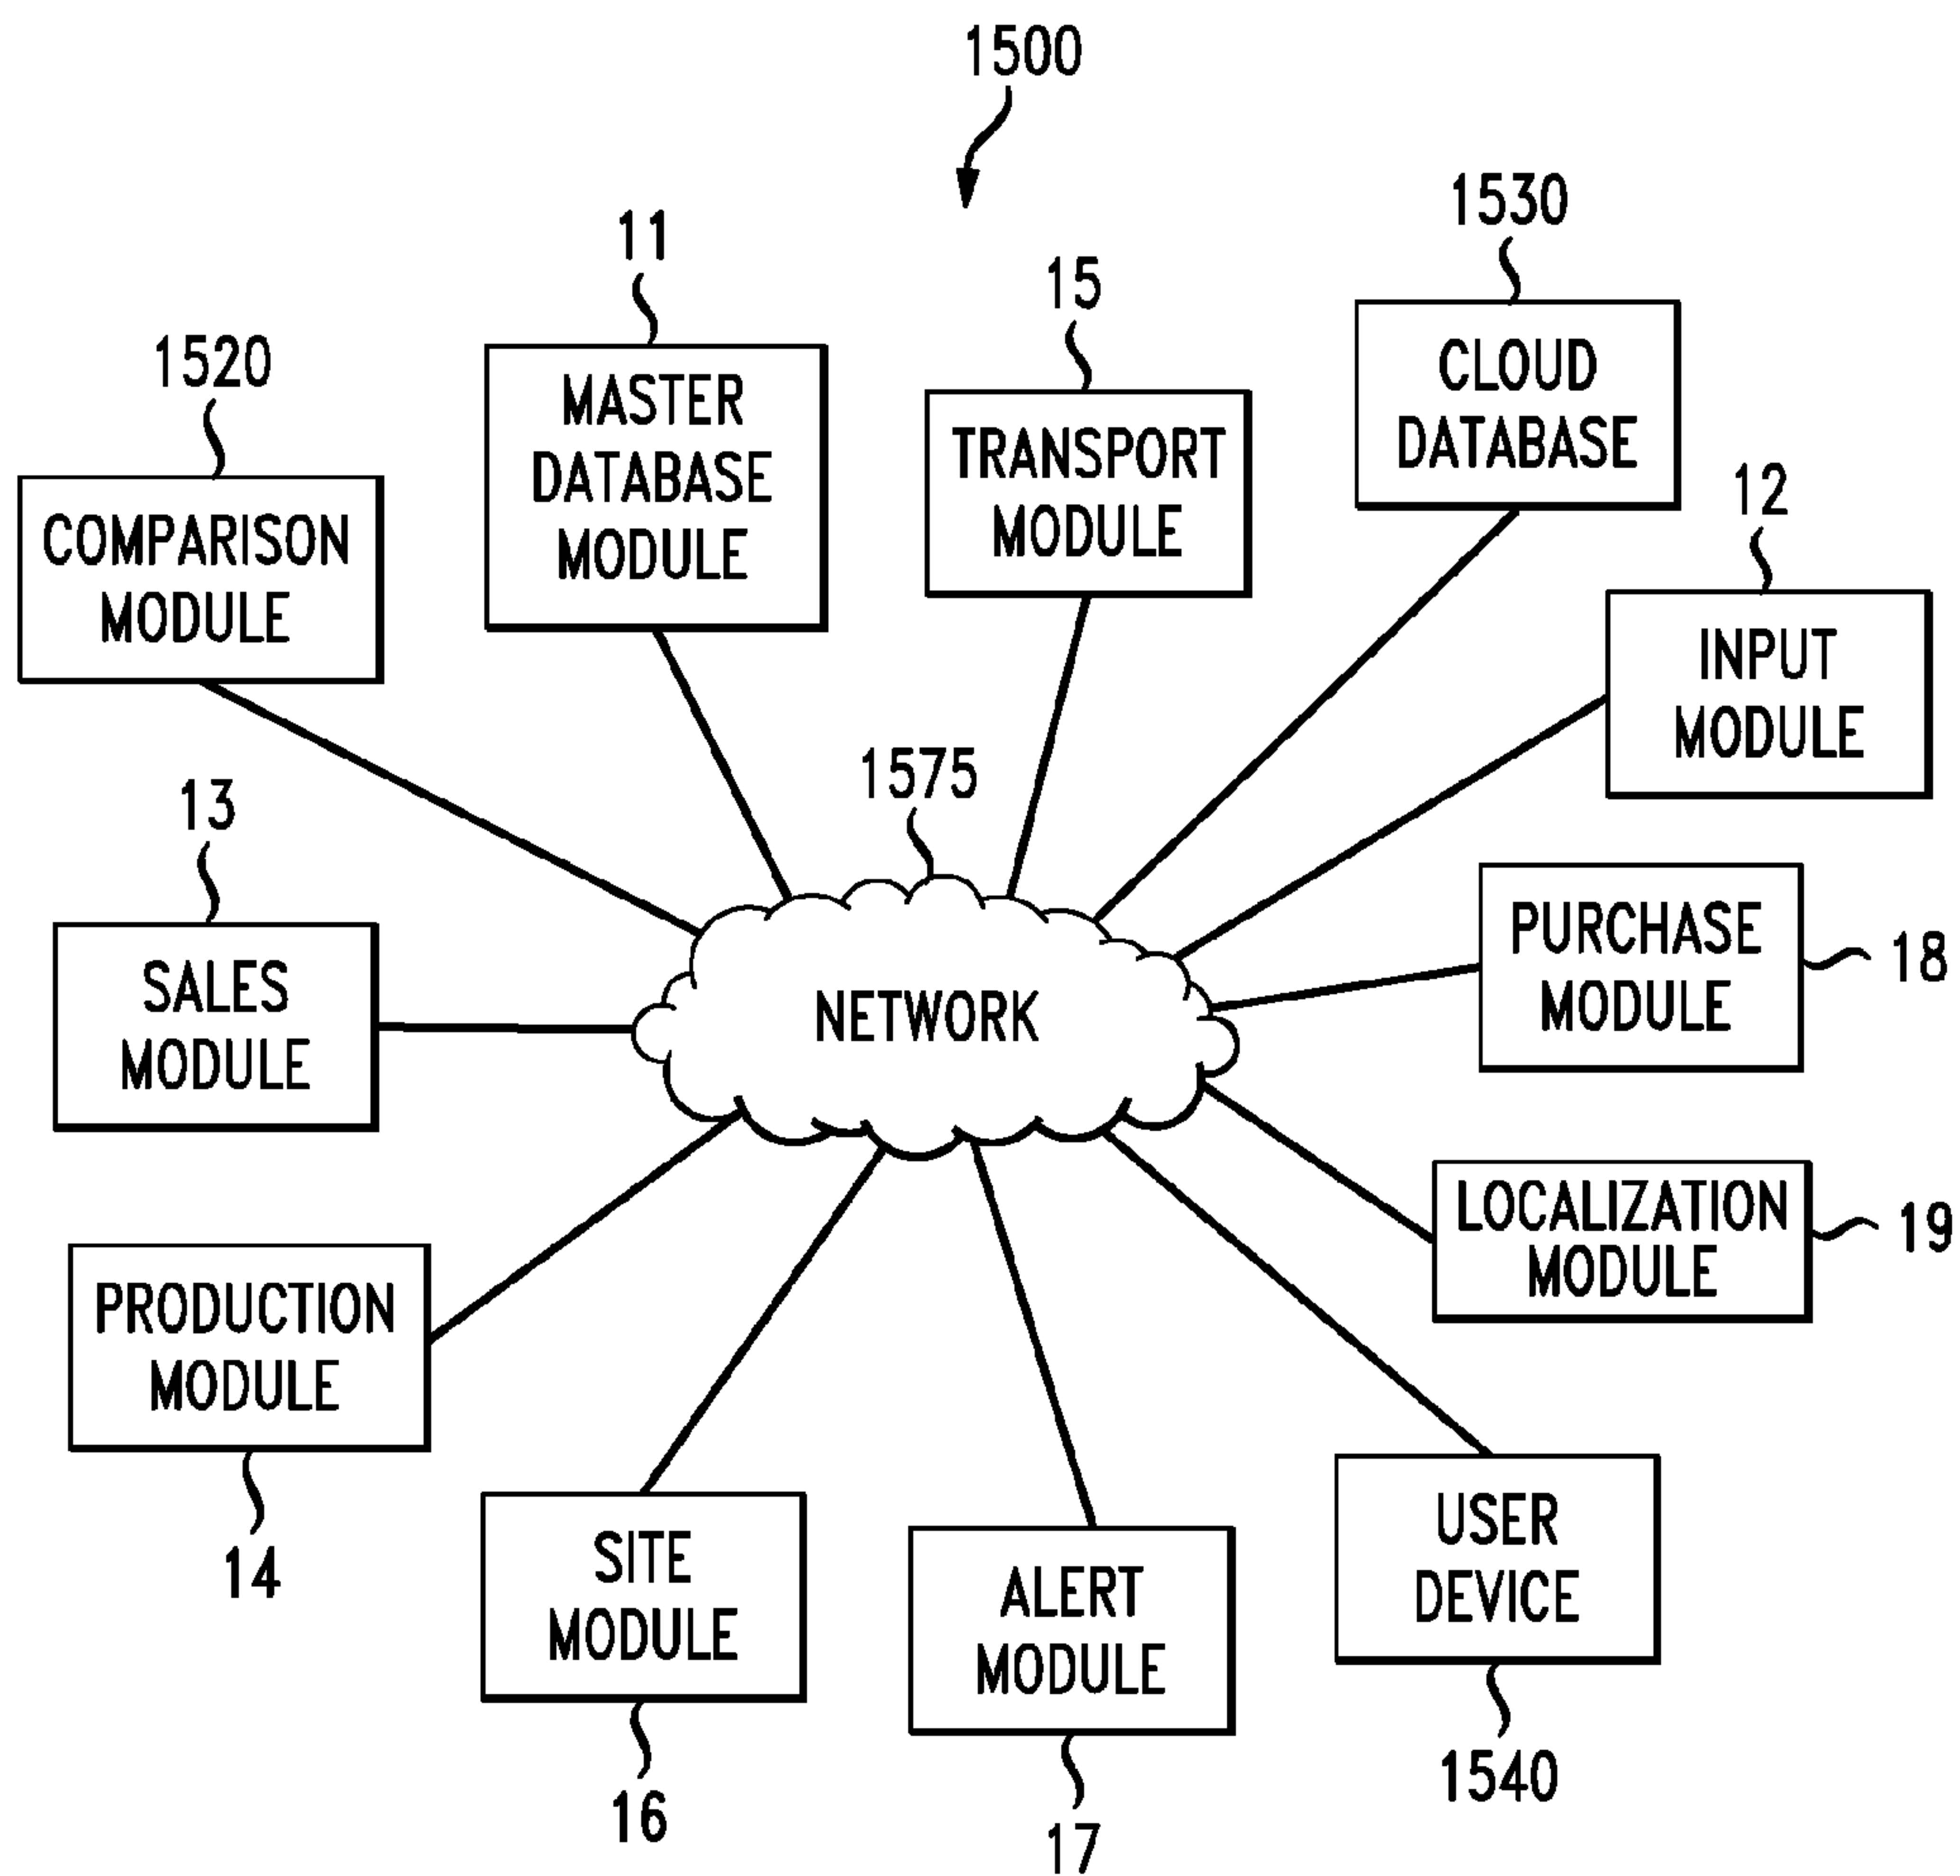 1500
1530
11
15
1520
CLOUD
DATABASE
MASTER
DATABASE
MODULE
TRANSPORT
MODULE
12
COMPARISON
MODULE
INPUT
MODULE
1575
13
PURCHASE
MODULE
18
SALES
MODULE
NETWORK
LOCALIZATION
MODULE
19
PRODUCTION
MODULE
14
SITE
MODULE
16
ALERT
MODULE
17
USER
DEVICE
1540